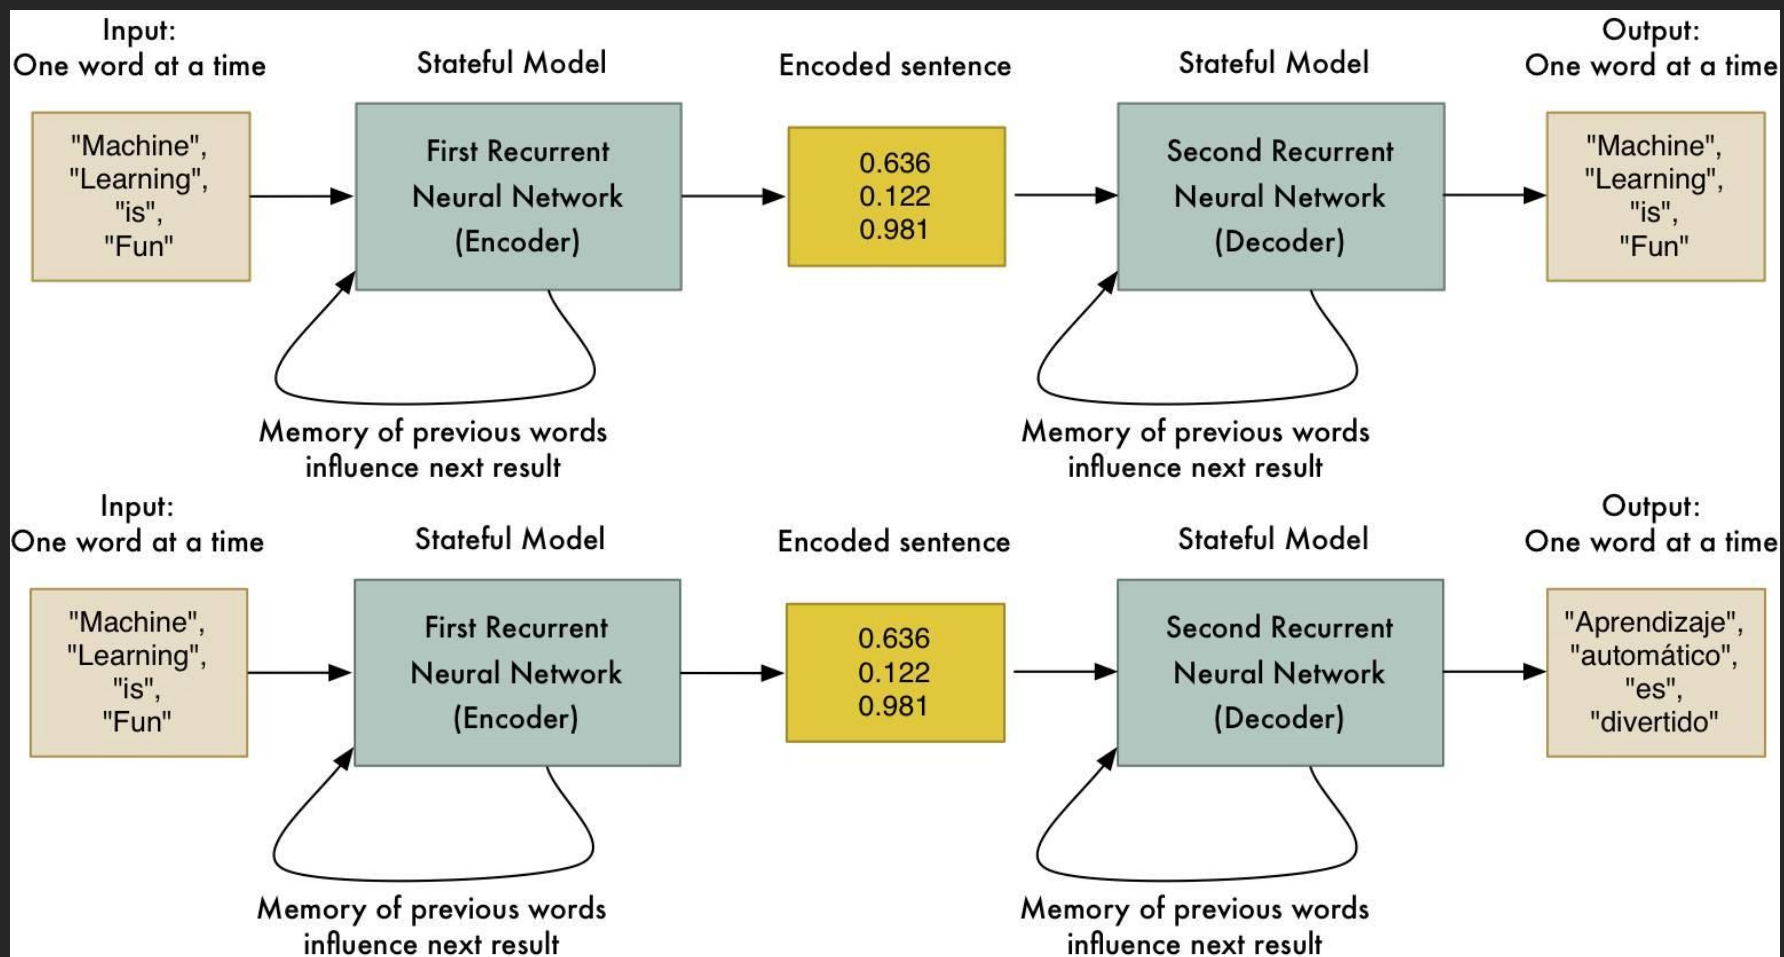 Input:
One word at a time
Stateful Model
Encoded sentence
Stateful Model
Output:
One word at a time
"Machine",
"Learning",
"is",
"Fun"
First Recurrent
Neural Network
(Encoder)
0.636
0.122
0.981
Second Recurrent
Neural Network
(Decoder)
"Machine",
"Learning",
"is",
"Fun"
Memory of previous words
influence next result
Memory of previous words
influence next result
Input:
One word at a time
Stateful Model
Encoded sentence
Stateful Model
Output:
One word at a time
"Machine",
"Learning",
"is",
"Fun"
First Recurrent
Neural Network
(Encoder)
0.636
0.122
0.981
Second Recurrent
Neural Network
(Decoder)
"Aprendizaje",
"automático",
"es",
"divertido"
Memory of previous words
influence next result
Memory of previous words
influence next result